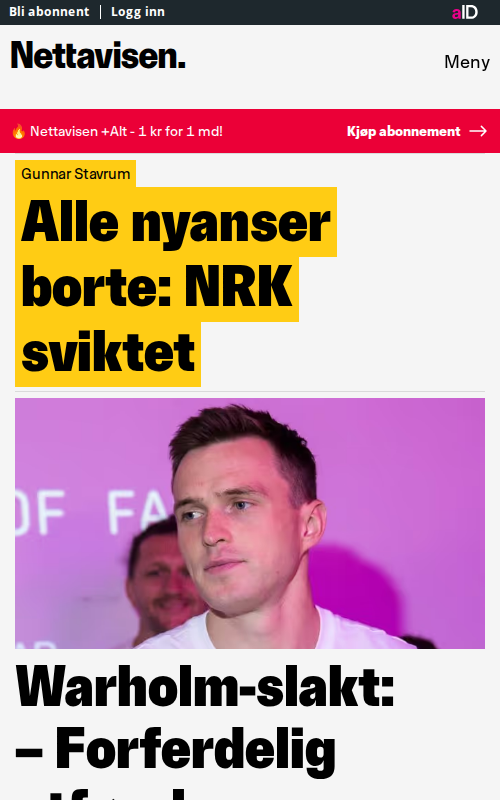 Bli abonnent
Logg inn
aID
Nettavisen.
Meny
🔥 Nettavisen +Alt - 1 kr for 1 md!
Kjøp abonnement →
Gunnar Stavrum
Alle nyanser
borte: NRK
sviktet
OF FA
Warholm-slakt:
– Forferdelig